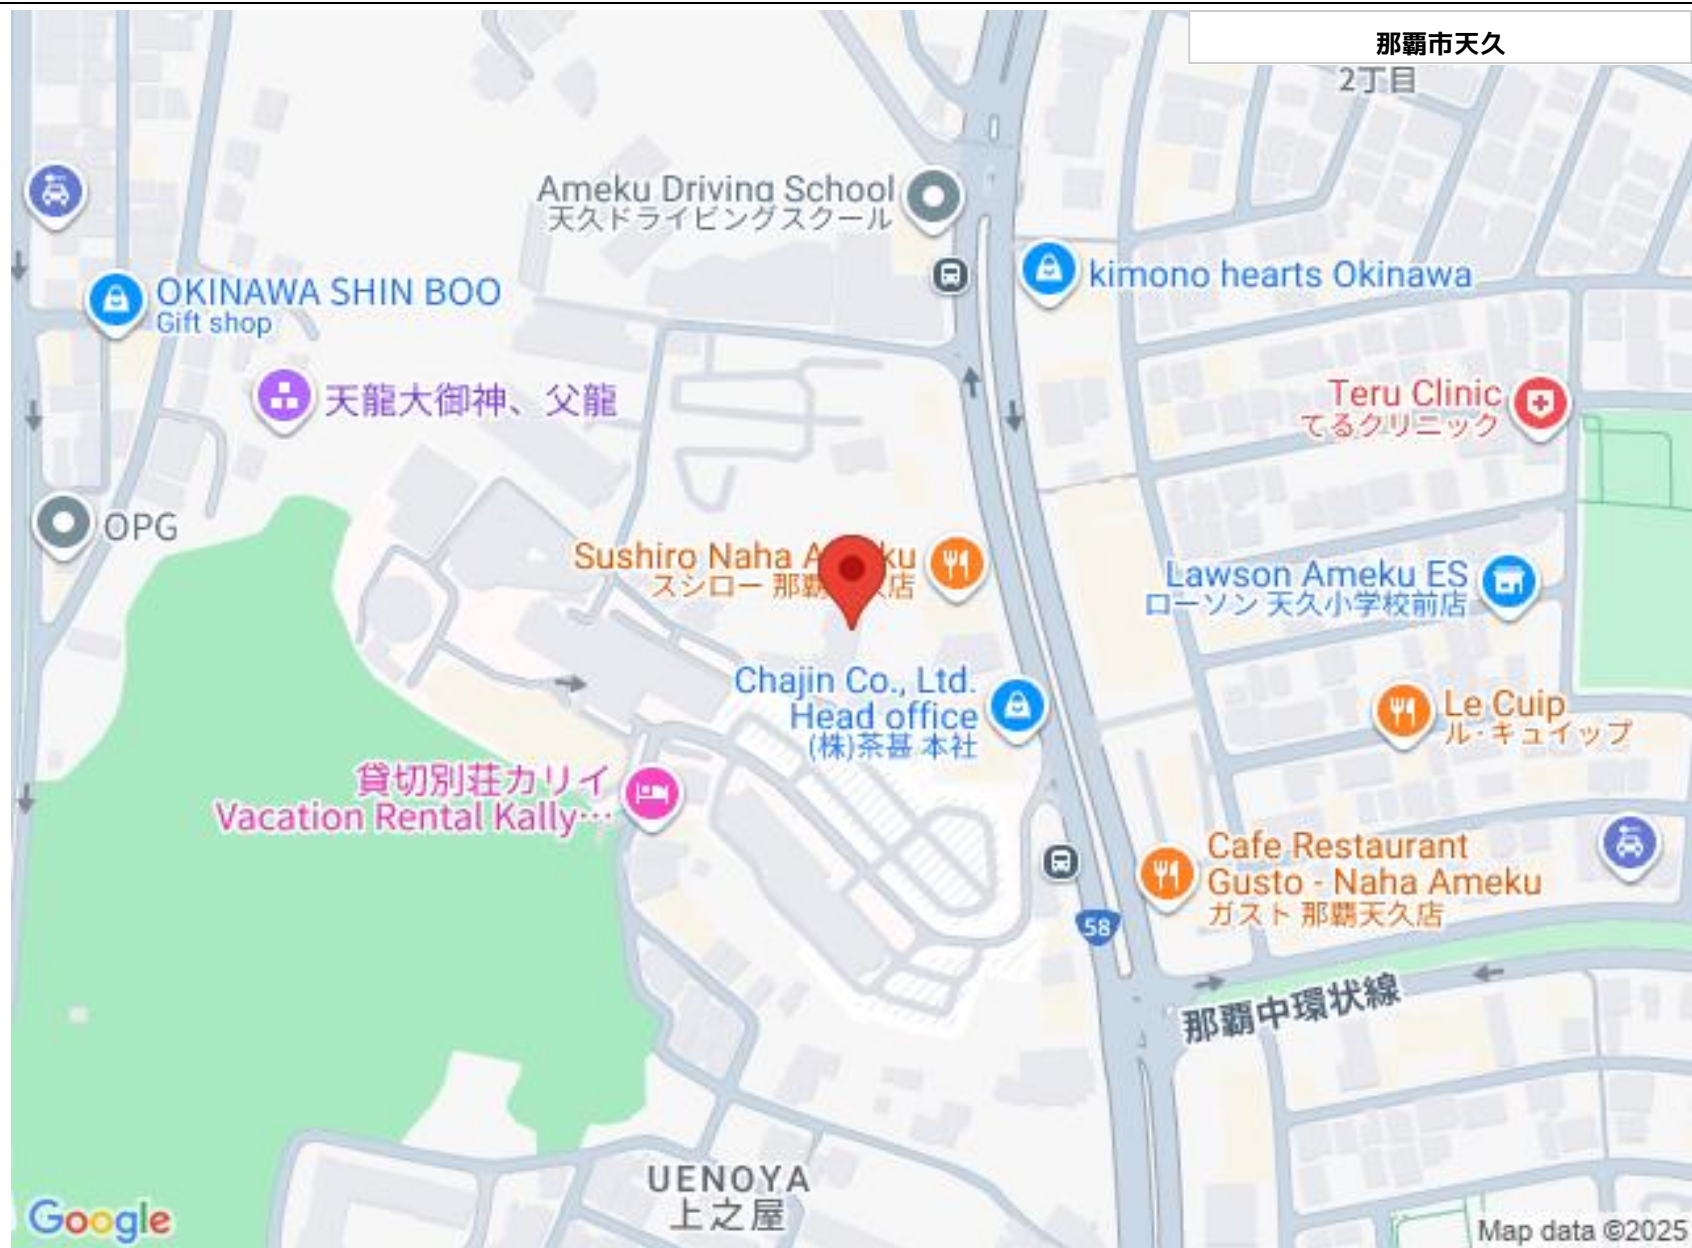 那覇市天久
2丁目
Ameku Driving School
天久ドライビングスクール
kimono hearts Okinawa
OKINAWA SHIN BOO
Gift shop
天龍大御神、父龍
Teru Clinic
てるクリニック
OPG
Sushiro Naha
スシロー 那覇
店
Lawson Ameku ES
ローソン 天久小学校前店
Chajin Co., Ltd.
Head office
(株)茶甚 本社
Le Cuip
ル･キュイップ
貸切別荘カリイ
Vacation Rental Kally…
Cafe Restaurant
Gusto - Naha Ameku
ガスト 那覇天久店
58
那覇中環状線
UENOYA
上之屋
Google
Map data ©2025